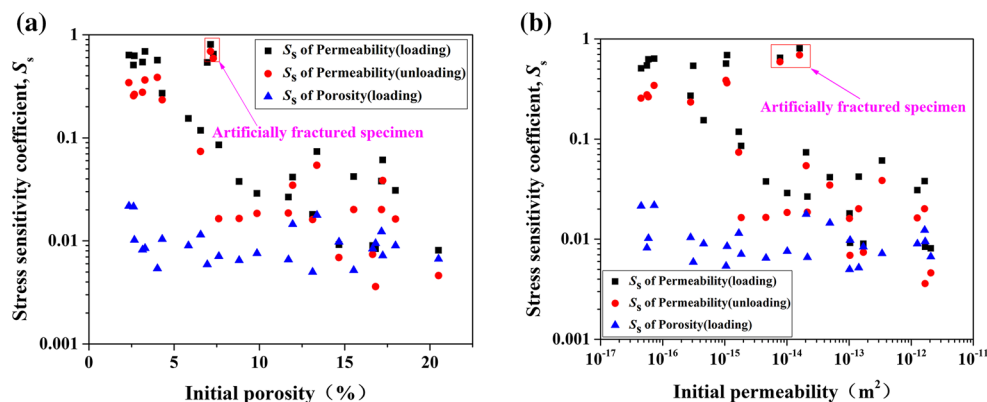 (a)
Stress sensitivity coefficient, Ss
1
0.1
0.01
0.001
Ss of Permeability(loading)
Ss of Permeability(unloading)
Ss of Porosity(loading)
Artificially fractured specimen
0 5 10 15 20
Initial porosity (%)
(b)
Stress sensitivity coefficient, Ss
1
0.1
0.01
0.001
Artificially fractured specimen
Ss of Permeability(loading)
Ss of Permeability(unloading)
Ss of Porosity(loading)
10⁻¹⁷ 10⁻¹⁶ 10⁻¹⁵ 10⁻¹⁴ 10⁻¹³ 10⁻¹² 10⁻¹¹
Initial permeability (m²)